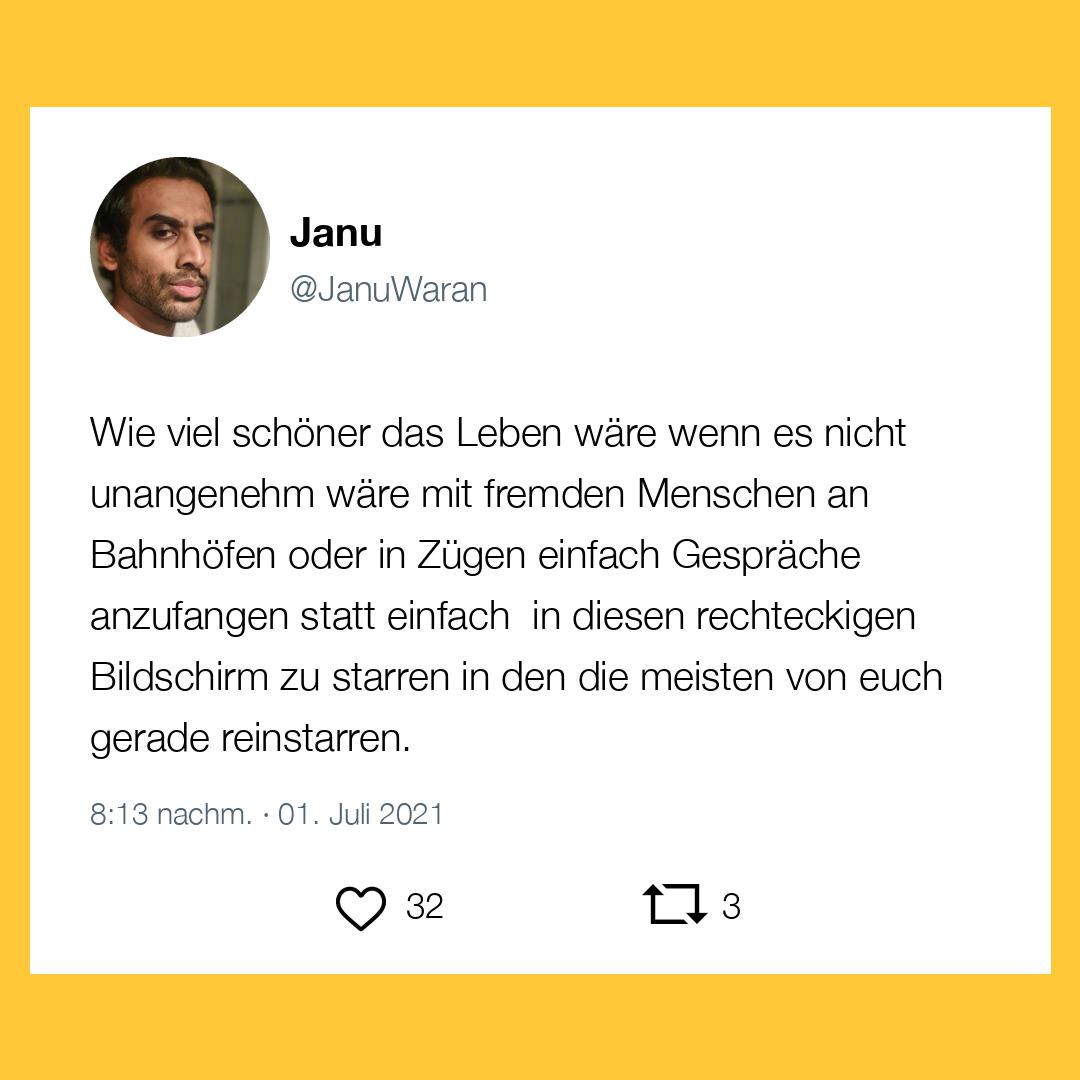 Janu
@JanuWaran
Wie viel schöner das Leben wäre wenn es nicht
unangenehm wäre mit fremden Menschen an
Bahnhöfen oder in Zügen einfach Gespräche
anzufangen statt einfach  in diesen rechteckigen
Bildschirm zu starren in den die meisten von euch
gerade reinstarren.
8:13 nachm. · 01. Juli 2021
32 3